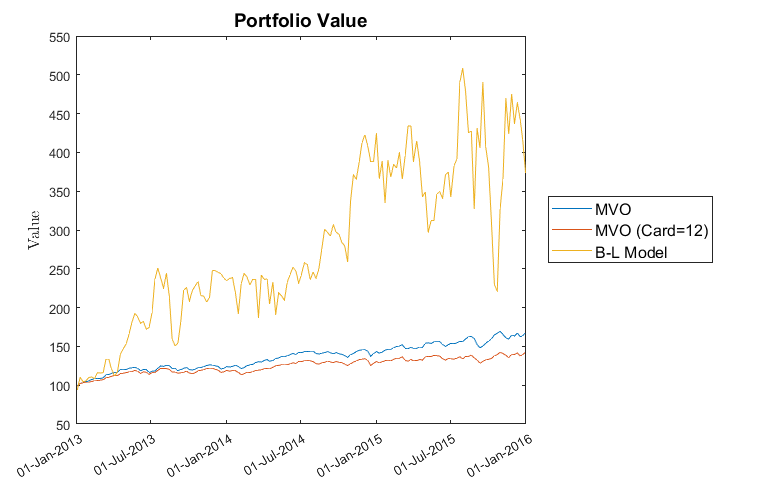 Portfolio Value
550
500
450
400
350
300
250
200
150
100
50
Value
01-Jan-2013
01-Jul-2013
01-Jan-2014
01-Jul-2014
01-Jan-2015
01-Jul-2015
01-Jan-2016
MVO
MVO (Card=12)
B-L Model